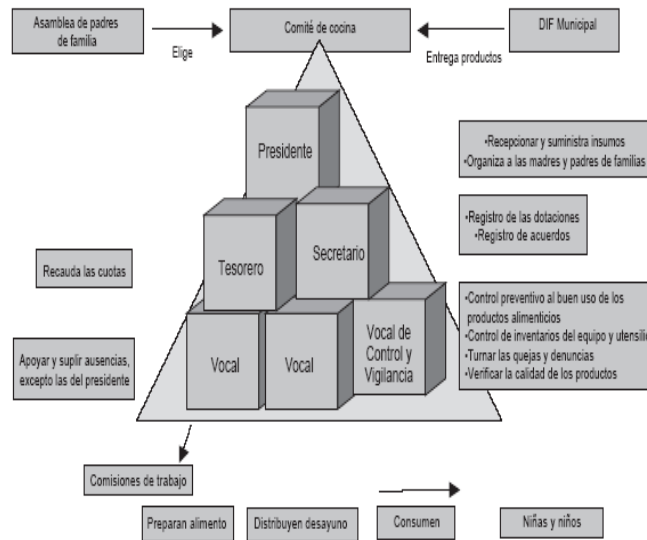 Asamblea de padres
de familia
Elige
Comité de cocina
Entrega productos
DIF Municipal
Presidente
•Recepcionar y suministra insumos
•Organiza a las madres y padres de familias
Tesorero
Secretario
•Registro de las dotaciones
•Registro de acuerdos
Recauda las cuotas
Vocal
Vocal
Vocal de
Control y
Vigilancia
•Control preventivo al buen uso de los
productos alimenticios
•Control de inventarios del equipo y utensilio
•Turnar las quejas y denuncias
•Verificar la calidad de los productos
Apoyar y suplir ausencias,
excepto las del presidente
Comisiones de trabajo
Preparan alimento
Distribuyen desayuno
Consumen
Niñas y niños